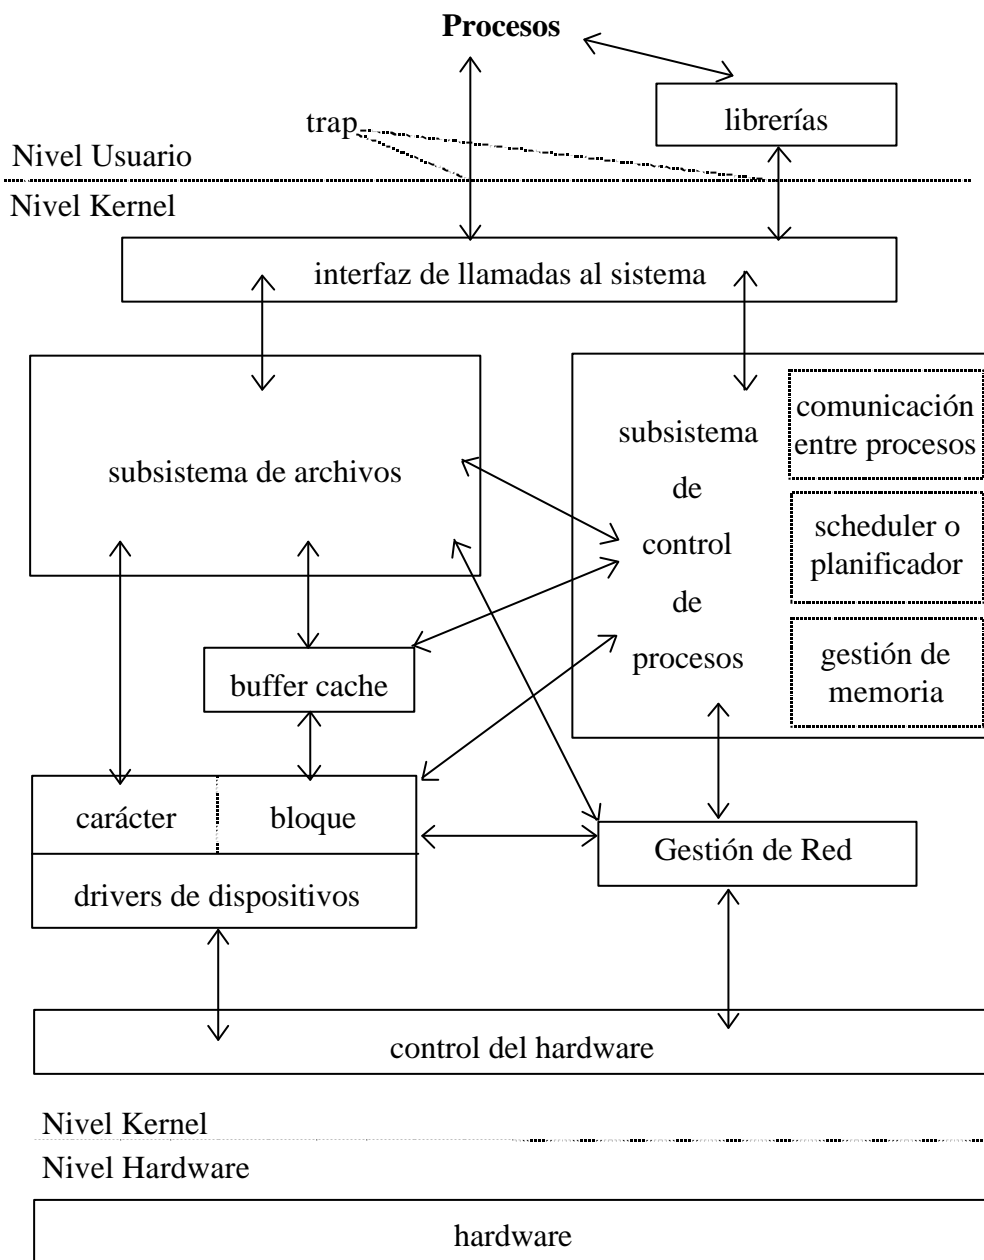 Procesos
librerías
trap
Nivel Usuario
Nivel Kernel
interfaz de llamadas al sistema
subsistema de archivos
subsistema
de
control
de
procesos
comunicación
entre procesos
scheduler o
planificador
gestión de
memoria
buffer cache
carácter
bloque
drivers de dispositivos
Gestión de Red
control del hardware
Nivel Kernel
Nivel Hardware
hardware